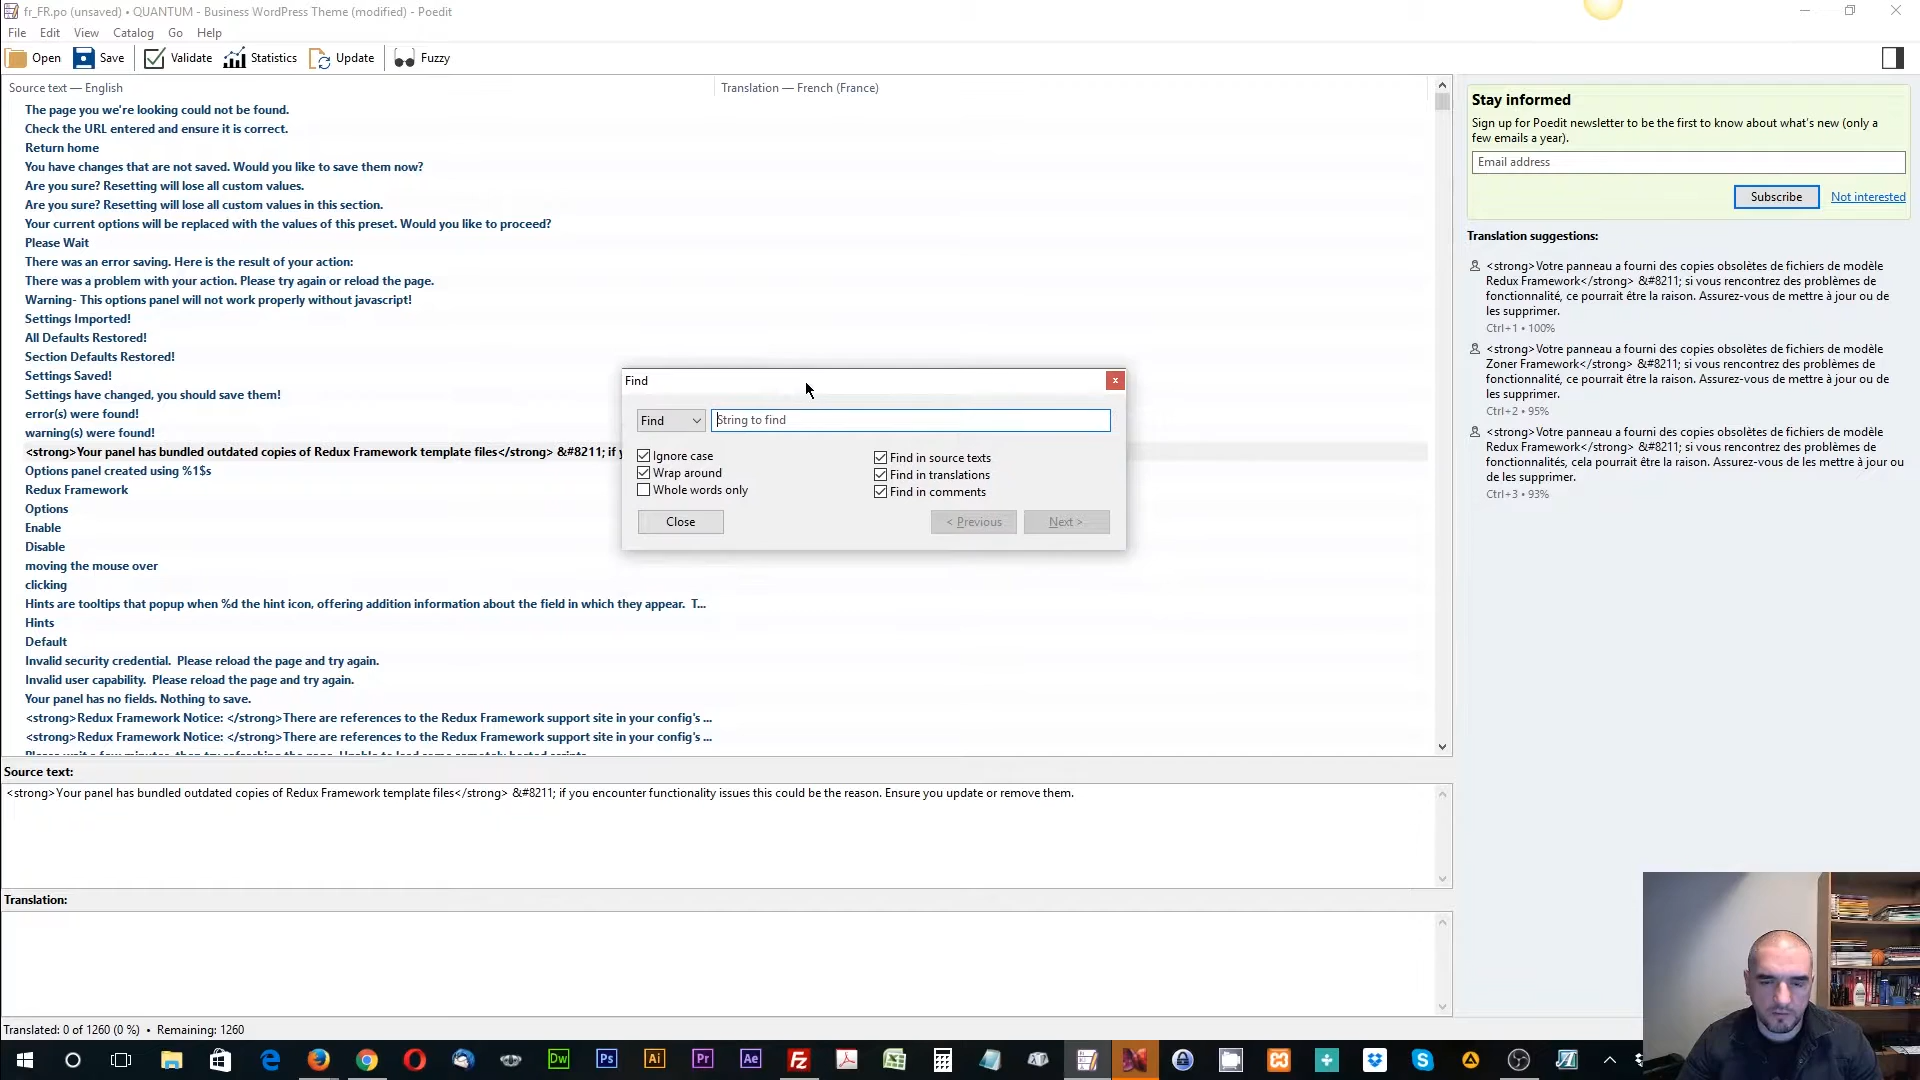 fr_FR.po (unsaved) • QUANTUM - Business WordPress Theme (modified) - Poedit
File Edit View Catalog Go Help
Open Save Validate Statistics Update Fuzzy
Source text — English Translation — French (France)
The page you we're looking could not be found.
Check the URL entered and ensure it is correct.
Return home
You have changes that are not saved. Would you like to save them now?
Are you sure? Resetting will lose all custom values.
Are you sure? Resetting will lose all custom values in this section.
Your current options will be replaced with the values of this preset. Would you like to proceed?
Please Wait
There was an error saving. Here is the result of your action:
There was a problem with your action. Please try again or reload the page.
Warning- This options panel will not work properly without javascript!
Settings Imported!
All Defaults Restored!
Section Defaults Restored!
Settings Saved!
Settings have changed, you should save them!
error(s) were found!
warning(s) were found!
<strong>Your panel has bundled outdated copies of Redux Framework template files</strong> &#8211; if y
Options panel created using %1$s
Redux Framework
Options
Enable
Disable
moving the mouse over
clicking
Hints are tooltips that popup when %d the hint icon, offering addition information about the field in which they appear. T...
Hints
Default
Invalid security credential. Please reload the page and try again.
Invalid user capability. Please reload the page and try again.
Your panel has no fields. Nothing to save.
<strong>Redux Framework Notice: </strong>There are references to the Redux Framework support site in your config's ...
<strong>Redux Framework Notice: </strong>There are references to the Redux Framework support site in your config's ...
Please wait a few minutes, then try refreshing the page. Unable to load some remotely hosted scripts.
Find
Find String to find
Ignore case
Wrap around
Whole words only
Find in source texts
Find in translations
Find in comments
Close < Previous Next >
Source text:
<strong>Your panel has bundled outdated copies of Redux Framework template files</strong> &#8211; if you encounter functionality issues this could be the reason. Ensure you update or remove them.
Translation:
Translated: 0 of 1260 (0 %) • Remaining: 1260
Stay informed
Sign up for Poedit newsletter to be the first to know about what's new (only a
few emails a year).
Email address
Subscribe Not interested
Translation suggestions:
<strong>Votre panneau a fourni des copies obsolètes de fichiers de modèle
Redux Framework</strong> &#8211; si vous rencontrez des problèmes de
fonctionnalité, ce pourrait être la raison. Assurez-vous de mettre à jour ou de
les supprimer.
Ctrl+1 • 100%
<strong>Votre panneau a fourni des copies obsolètes de fichiers de modèle
Zoner Framework</strong> &#8211; si vous rencontrez des problèmes de
fonctionnalité, ce pourrait être la raison. Assurez-vous de mettre à jour ou de
les supprimer.
Ctrl+2 • 95%
<strong>Votre panneau a fourni des copies obsolètes de fichiers de modèle
Redux Framework</strong> &#8211; si vous rencontrez des problèmes de
fonctionnalités, cela pourrait être la raison. Assurez-vous de les mettre à jour ou
de les supprimer.
Ctrl+3 • 93%
Dw Ps Ai Pr Ae